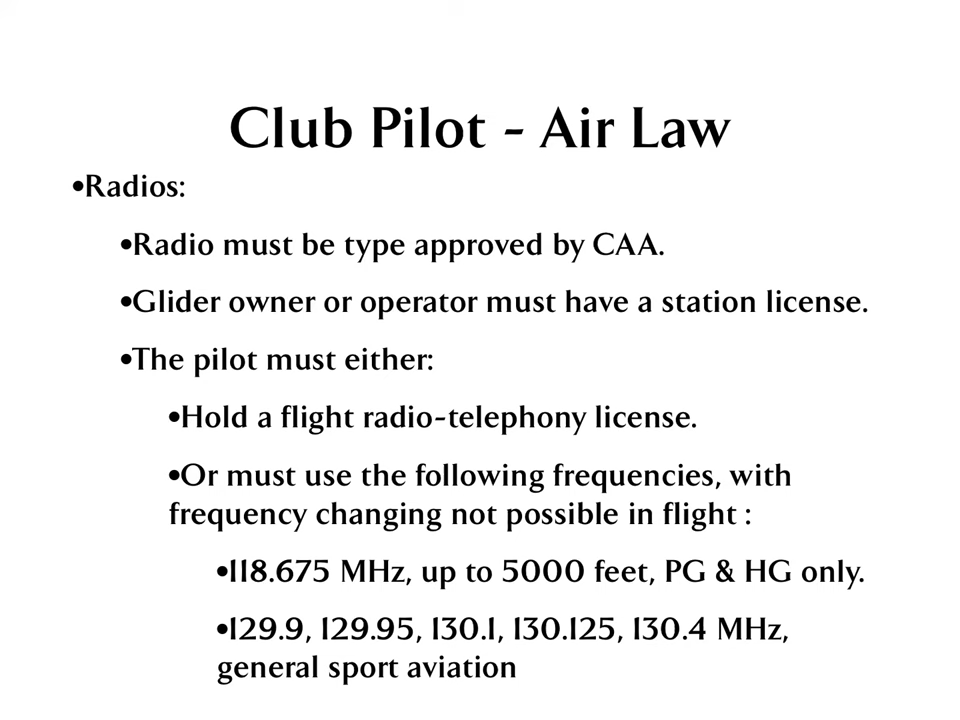 Club Pilot - Air Law
•Radios:
•Radio must be type approved by CAA.
•Glider owner or operator must have a station license.
•The pilot must either:
•Hold a flight radio-telephony license.
•Or must use the following frequencies, with
frequency changing not possible in flight :
•118.675 MHz, up to 5000 feet, PG & HG only.
•129.9, 129.95, 130.1, 130.125, 130.4 MHz,
general sport aviation